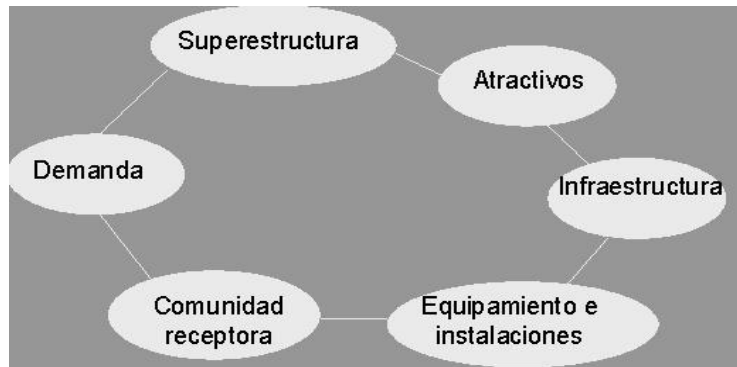 Superestructura
Atractivos
Demanda
Infraestructura
Comunidad
receptora
Equipamiento e
instalaciones